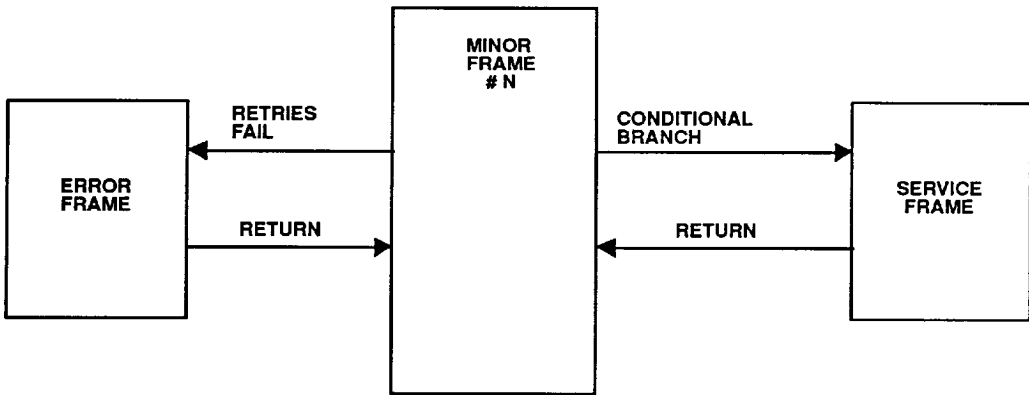 MINOR
FRAME
# N
RETRIES
FAIL
CONDITIONAL
BRANCH
ERROR
FRAME
SERVICE
FRAME
RETURN
RETURN